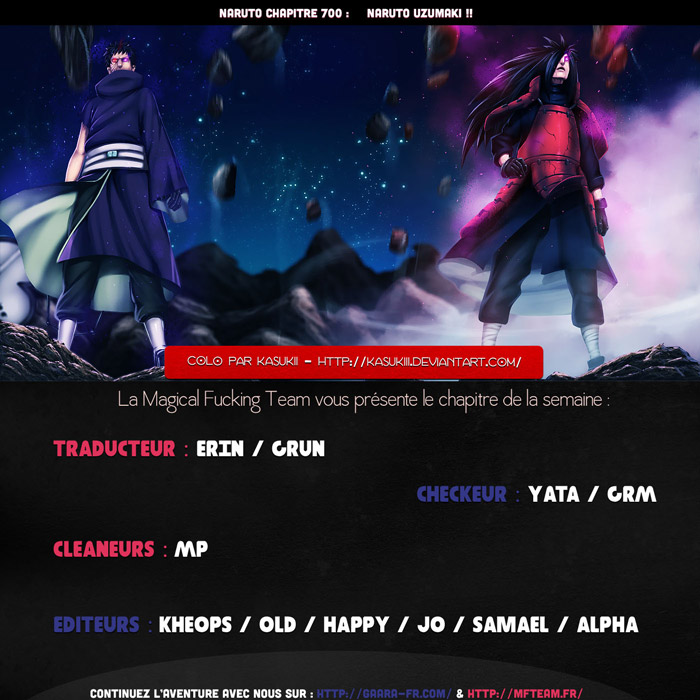 NARUTO CHAPITRE 700 : NARUTO UZUMAKI !!
COLO PAR KASUKIII - HTTP://KASUKIII.DEVIANTART.COM/
La Magical Fucking Team vous présente le chapitre de la semaine :
TRADUCTEUR : ERIN / GRUN
CHECKEUR : YATA / GRM
CLEANEURS : MP
EDITEURS : KHEOPS / OLD / HAPPY / JO / SAMAEL / ALPHA
CONTINUEZ L'AVENTURE AVEC NOUS SUR : HTTP://GAARA-FR.COM/ & HTTP://MFTEAM.FR/